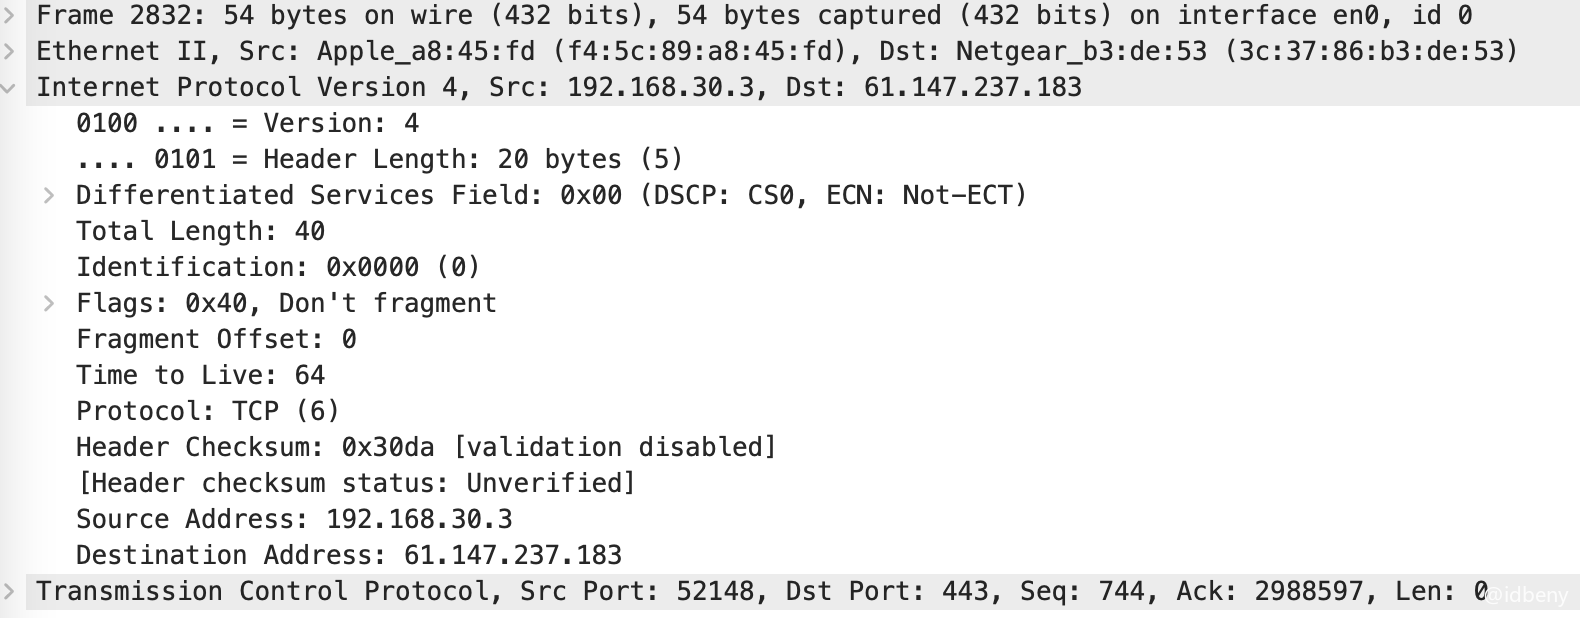 Frame 2832: 54 bytes on wire (432 bits), 54 bytes captured (432 bits) on interface en0, id 0
Ethernet II, Src: Apple_a8:45:fd (f4:5c:89:a8:45:fd), Dst: Netgear_b3:de:53 (3c:37:86:b3:de:53)
Internet Protocol Version 4, Src: 192.168.30.3, Dst: 61.147.237.183
0100 .... = Version: 4
.... 0101 = Header Length: 20 bytes (5)
Differentiated Services Field: 0x00 (DSCP: CS0, ECN: Not-ECT)
Total Length: 40
Identification: 0x0000 (0)
Flags: 0x40, Don't fragment
Fragment Offset: 0
Time to Live: 64
Protocol: TCP (6)
Header Checksum: 0x30da [validation disabled]
[Header checksum status: Unverified]
Source Address: 192.168.30.3
Destination Address: 61.147.237.183
Transmission Control Protocol, Src Port: 52148, Dst Port: 443, Seq: 744, Ack: 2988597, Len: 0
@idbeny